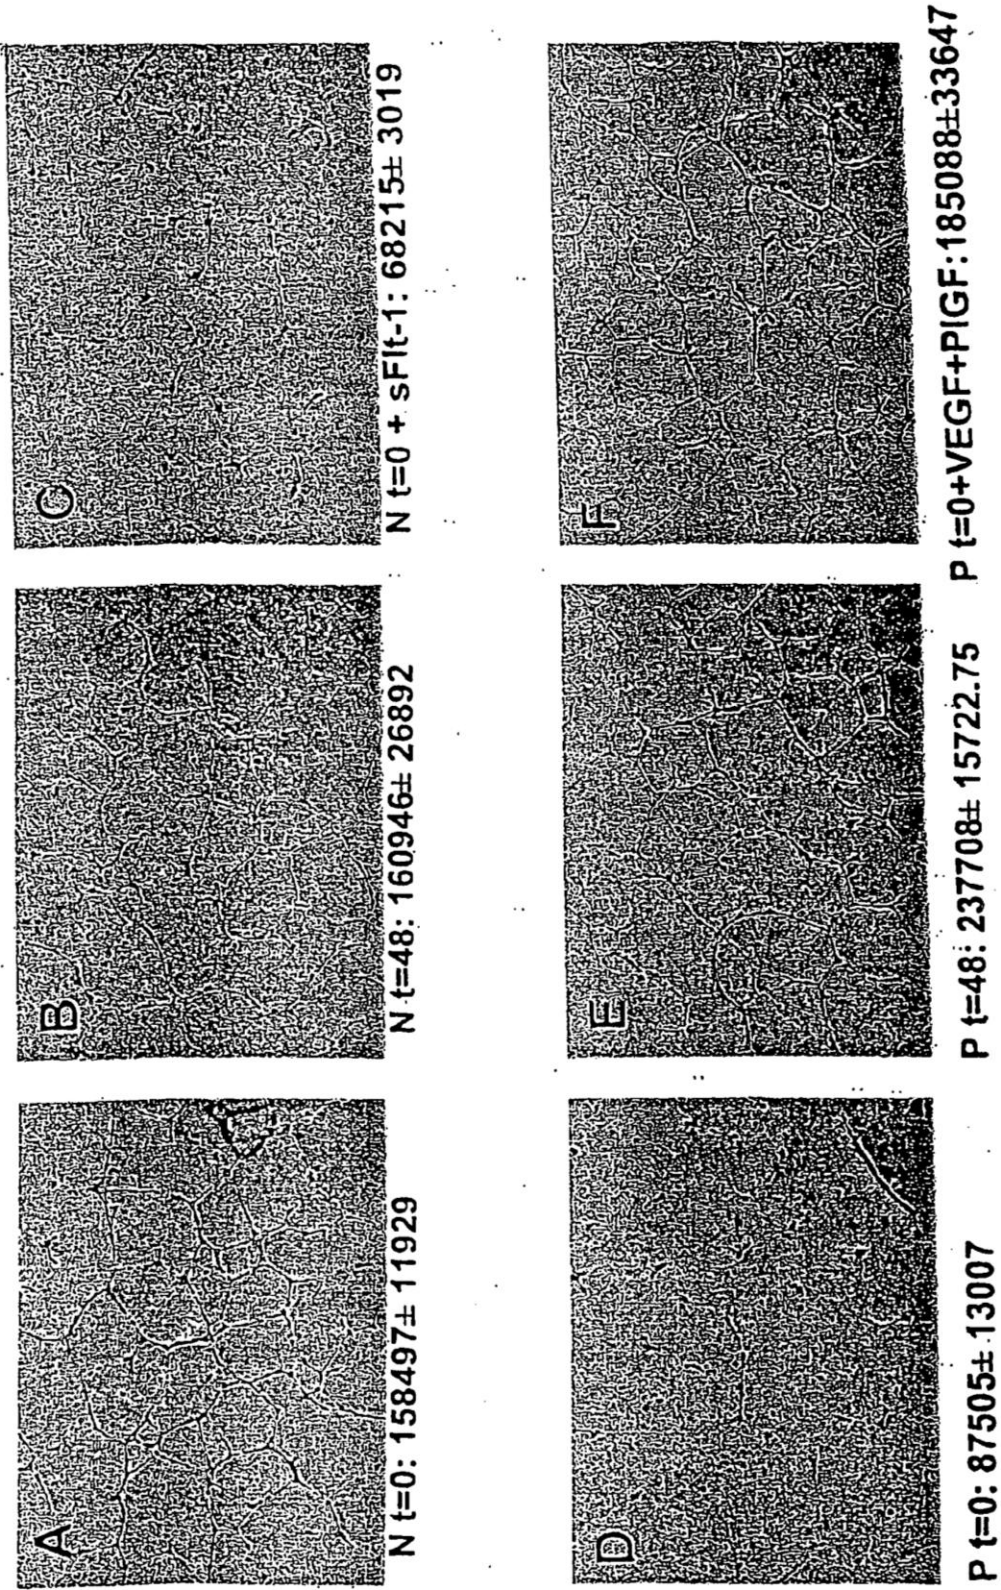 A
B
C
N t=0: 158497± 11929
N t=48: 160946± 26892
N t=0 + sFlt-1: 68215± 3019
D
E
F
P t=0: 87505± 13007
P t=48: 237708± 15722.75
P t=0+VEGF+PlGF:185088±33647